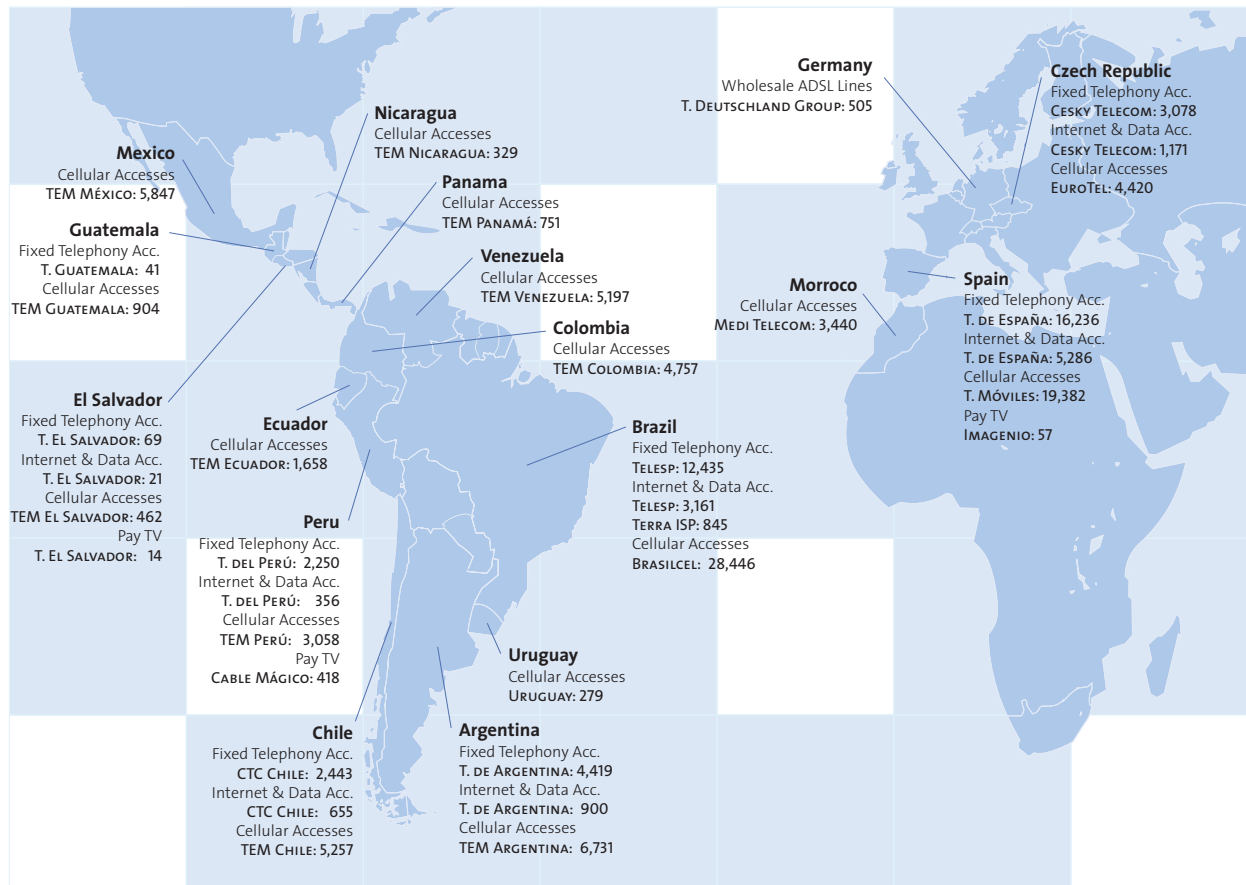 Germany
Wholesale ADSL Lines
T. Deutschland Group: 505
Czech Republic
Fixed Telephony Acc.
Cesky Telecom: 3,078
Internet & Data Acc.
Cesky Telecom: 1,171
Cellular Accesses
EuroTel: 4,420
Nicaragua
Cellular Accesses
TEM Nicaragua: 329
Mexico
Cellular Accesses
TEM México: 5,847
Panama
Cellular Accesses
TEM Panamá: 751
Guatemala
Fixed Telephony Acc.
T. Guatemala: 41
Cellular Accesses
TEM Guatemala: 904
Venezuela
Cellular Accesses
TEM Venezuela: 5,197
Morroco
Cellular Accesses
Medi Telecom: 3,440
Spain
Fixed Telephony Acc.
T. de España: 16,236
Internet & Data Acc.
T. de España: 5,286
Cellular Accesses
T. Móviles: 19,382
Pay TV
Imagenio: 57
Colombia
Cellular Accesses
TEM Colombia: 4,757
El Salvador
Fixed Telephony Acc.
T. El Salvador: 69
Internet & Data Acc.
T. El Salvador: 21
Cellular Accesses
TEM El Salvador: 462
Pay TV
T. El Salvador: 14
Ecuador
Cellular Accesses
TEM Ecuador: 1,658
Brazil
Fixed Telephony Acc.
Telesp: 12,435
Internet & Data Acc.
Telesp: 3,161
Terra ISP: 845
Cellular Accesses
Brasilcel: 28,446
Peru
Fixed Telephony Acc.
T. del Perú: 2,250
Internet & Data Acc.
T. del Perú: 356
Cellular Accesses
TEM Perú: 3,058
Pay TV
Cable Mágico: 418
Uruguay
Cellular Accesses
Uruguay: 279
Chile
Fixed Telephony Acc.
CTC Chile: 2,443
Internet & Data Acc.
CTC Chile: 655
Cellular Accesses
TEM Chile: 5,257
Argentina
Fixed Telephony Acc.
T. de Argentina: 4,419
Internet & Data Acc.
T. de Argentina: 900
Cellular Accesses
TEM Argentina: 6,731